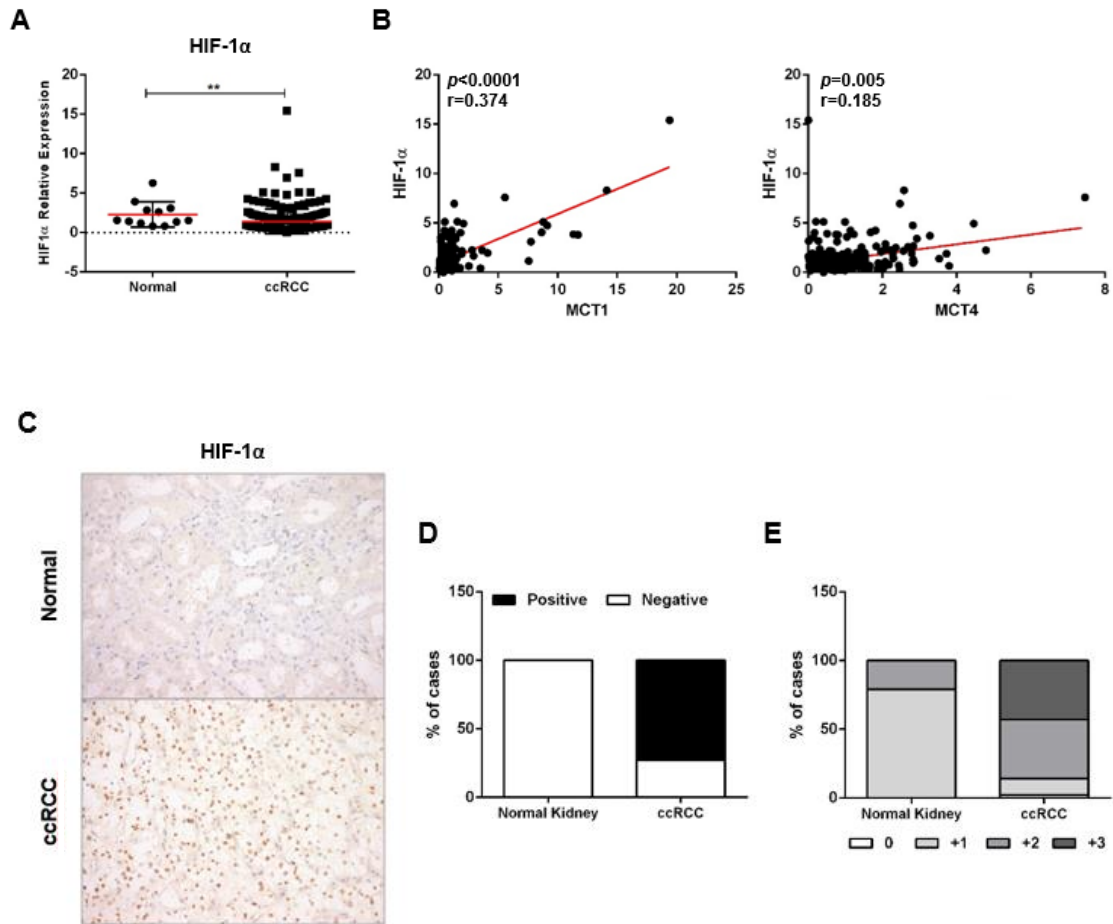 A
HIF-1α
HIF1α Relative Expression
20
15
10
5
0
-5
**
Normal
ccRCC
B
p<0.0001
r=0.374
HIF-1α
20
15
10
5
0
0 5 10 15 20 25
MCT1
p=0.005
r=0.185
HIF-1α
20
15
10
5
0
0 2 4 6 8
MCT4
C
HIF-1α
Normal
ccRCC
D
% of cases
150
100
50
0
Positive Negative
Normal Kidney ccRCC
E
% of cases
150
100
50
0
Normal Kidney ccRCC
0 +1 +2 +3